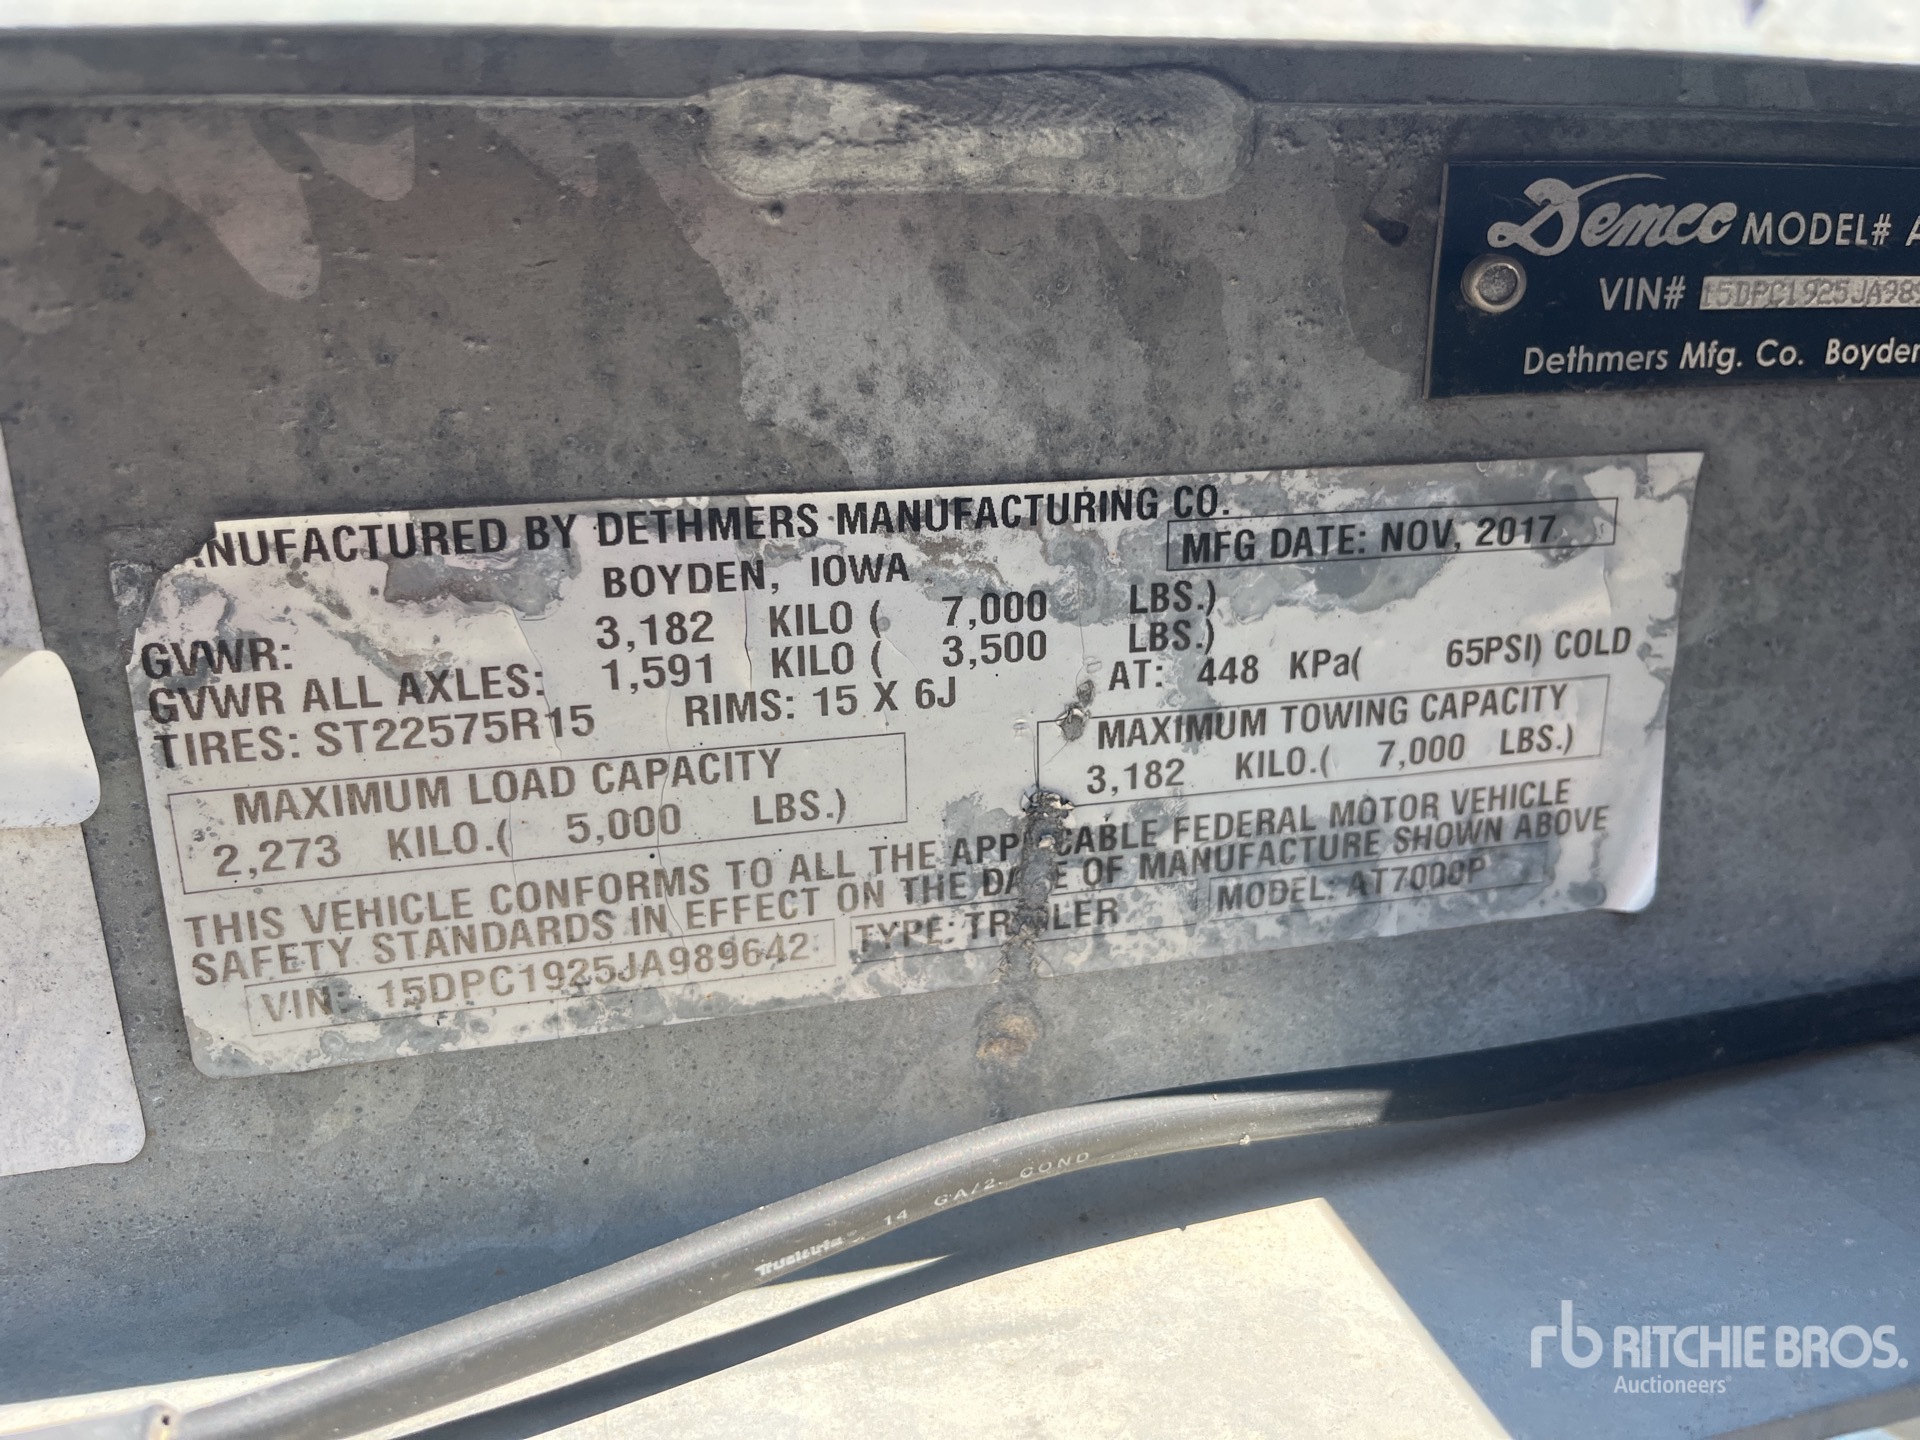 Demco MODEL# A
VIN# 15DPC1925JA989
Dethmers Mfg. Co. Boyden
NUFACTURED BY DETHMERS MANUFACTURING CO.
BOYDEN, IOWA
MFG DATE: NOV, 2017
GVWR: 3,182 KILO ( 7,000 LBS.)
GVWR ALL AXLES: 1,591 KILO ( 3,500 LBS.)
TIRES: ST22575R15 RIMS: 15 X 6J AT: 448 KPa( 65PSI) COLD
MAXIMUM LOAD CAPACITY
2,273 KILO.( 5,000 LBS.)
MAXIMUM TOWING CAPACITY
3,182 KILO.( 7,000 LBS.)
THIS VEHICLE CONFORMS TO ALL THE APPLICABLE FEDERAL MOTOR VEHICLE
SAFETY STANDARDS IN EFFECT ON THE DATE OF MANUFACTURE SHOWN ABOVE
VIN: 15DPC1925JA989642 TYPE: TRAILER MODEL: AT7000P
14 GA/2 COND
rb RITCHIE BROS.
Auctioneers